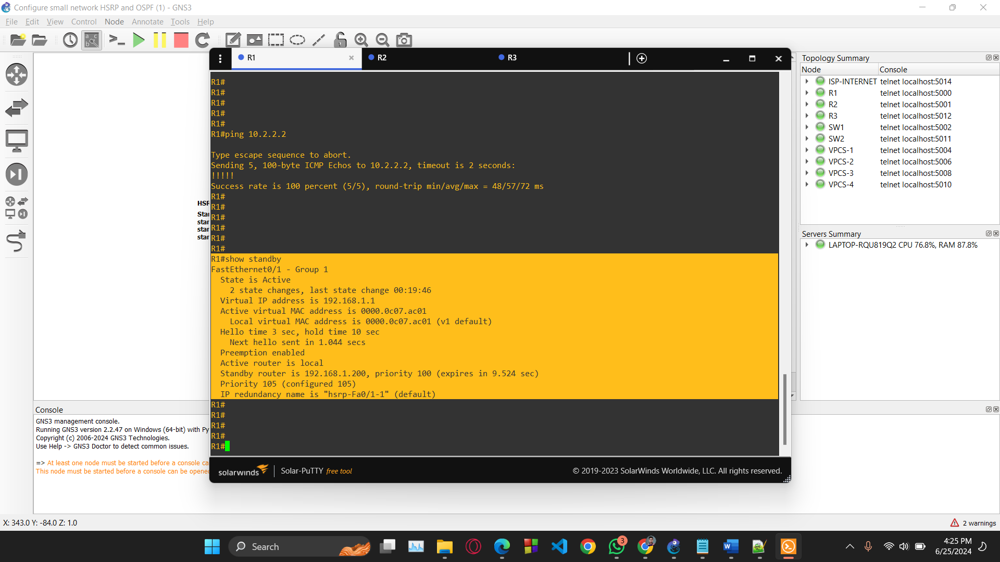 Configure small network HSRP and OSPF (1) - GNS3
File Edit View Control Node Annotate Tools Help
R1
R2
R3
R1#
R1#
R1#
R1#
R1#
R1#ping 10.2.2.2
Type escape sequence to abort.
Sending 5, 100-byte ICMP Echos to 10.2.2.2, timeout is 2 seconds:
!!!!!
Success rate is 100 percent (5/5), round-trip min/avg/max = 48/57/72 ms
R1#
R1#
R1#
R1#
R1#
R1#
R1#show standby
FastEthernet0/1 - Group 1
State is Active
2 state changes, last state change 00:19:46
Virtual IP address is 192.168.1.1
Active virtual MAC address is 0000.0c07.ac01
Local virtual MAC address is 0000.0c07.ac01 (v1 default)
Hello time 3 sec, hold time 10 sec
Next hello sent in 1.044 secs
Preemption enabled
Active router is local
Standby router is 192.168.1.200, priority 100 (expires in 9.524 sec)
Priority 105 (configured 105)
IP redundancy name is "hsrp-Fa0/1-1" (default)
R1#
R1#
R1#
R1#
R1#
solarwinds Solar-PuTTY free tool
© 2019-2023 SolarWinds Worldwide, LLC. All rights reserved.
Topology Summary
Node Console
ISP-INTERNET telnet localhost:5014
R1 telnet localhost:5000
R2 telnet localhost:5001
R3 telnet localhost:5012
SW1 telnet localhost:5002
SW2 telnet localhost:5011
VPCS-1 telnet localhost:5004
VPCS-2 telnet localhost:5006
VPCS-3 telnet localhost:5008
VPCS-4 telnet localhost:5010
Servers Summary
LAPTOP-RQU819Q2 CPU 76.8%, RAM 87.8%
Console
GNS3 management console.
Running GNS3 version 2.2.47 on Windows (64-bit) with Py
Copyright (c) 2006-2024 GNS3 Technologies.
Use Help -> GNS3 Doctor to detect common issues.
=> At least one node must be started before a console ca
This node must be started before a console can be opened
X: 343.0 Y: -84.0 Z: 1.0
2 warnings
Search
3
4:25 PM
6/25/2024